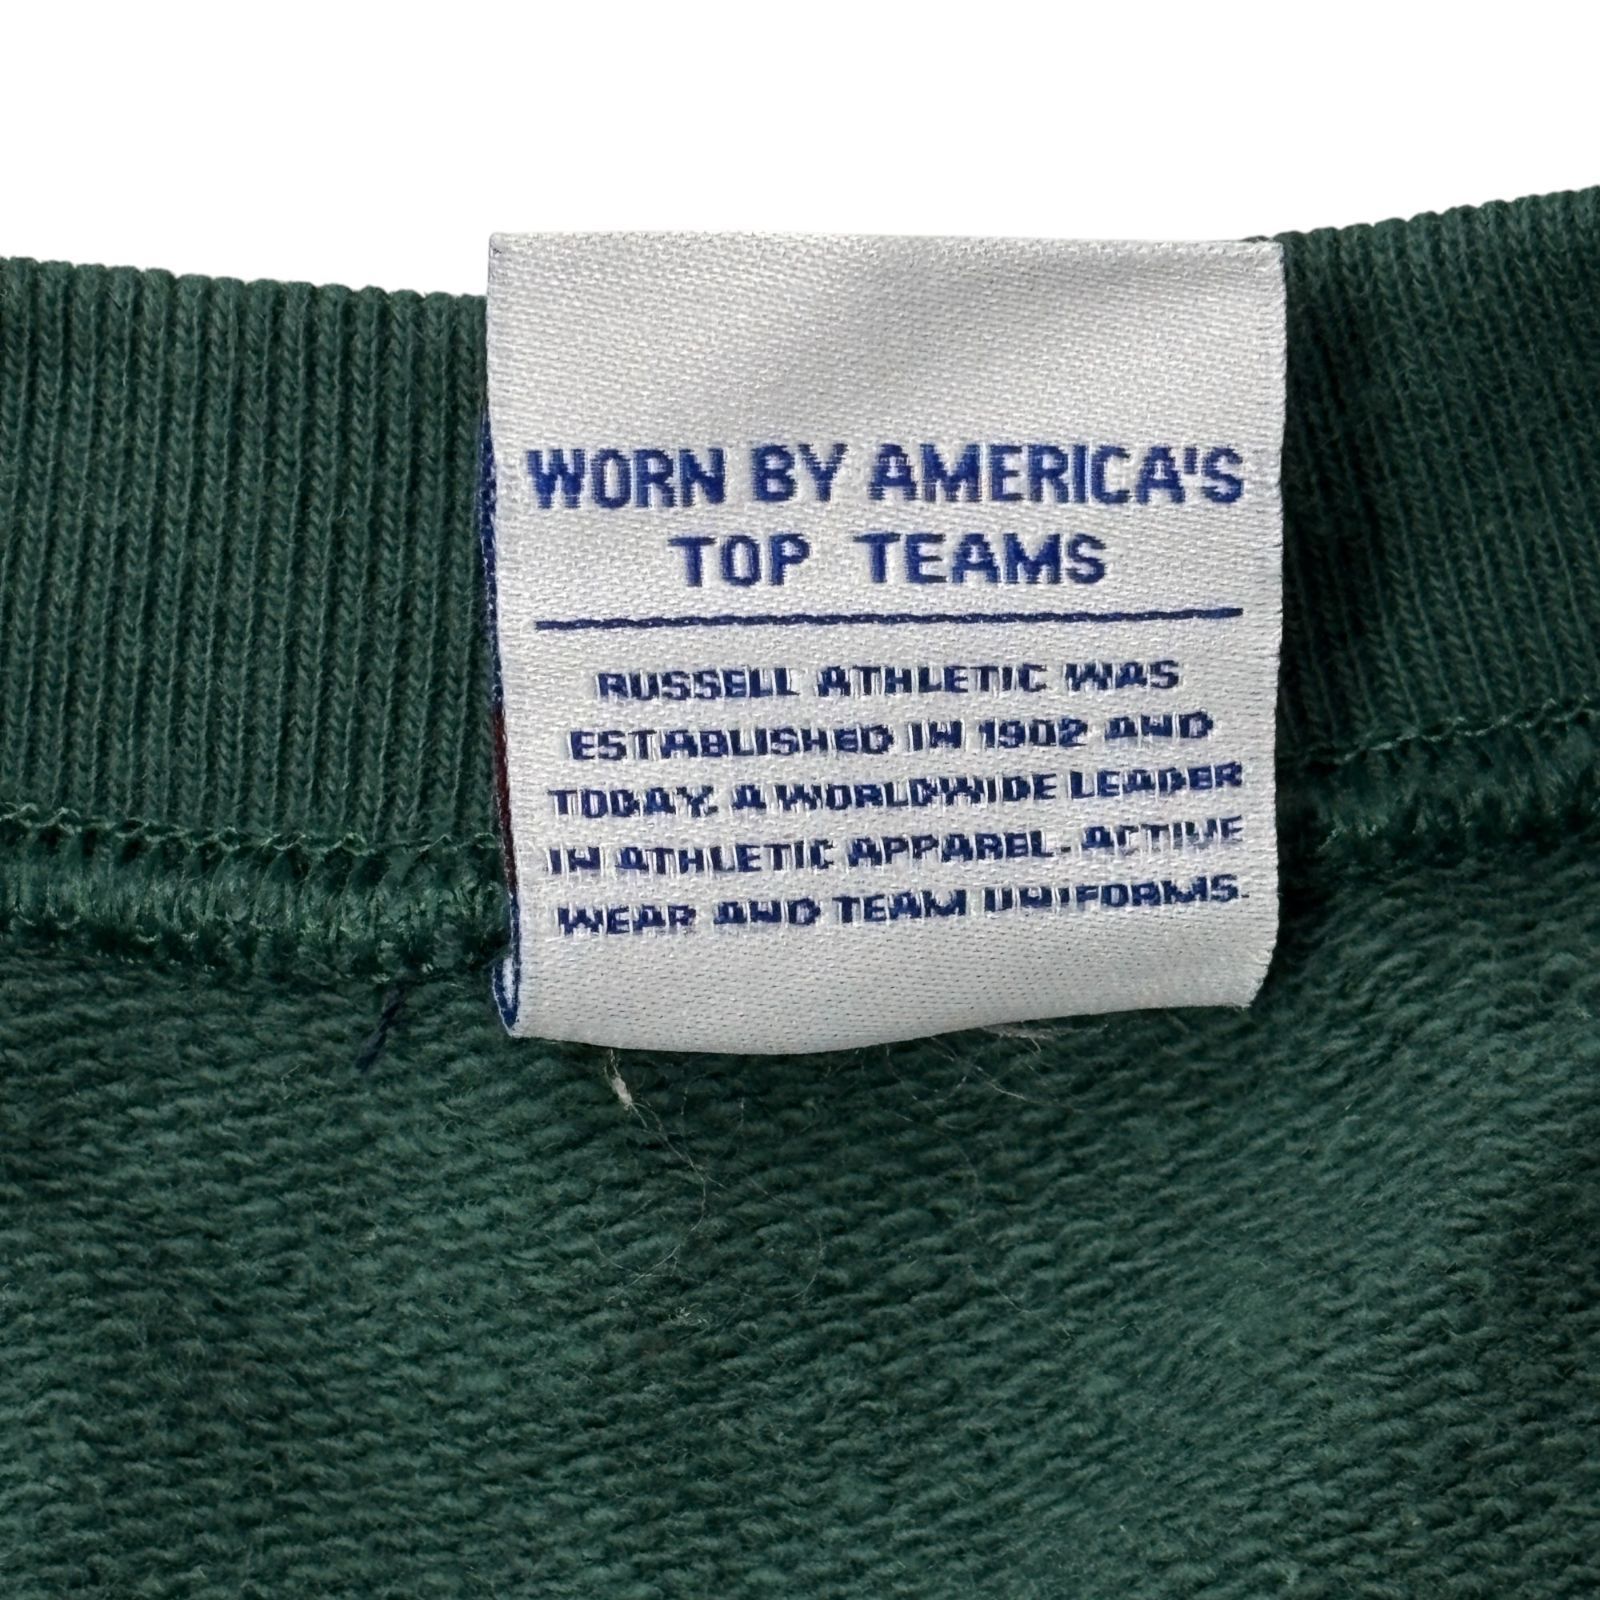 WORN BY AMERICA'S
TOP TEAMS
RUSSELL ATHLETIC WAS
ESTABLISHED IN 1902 AND
TODAY, A WORLDWIDE LEADER
IN ATHLETIC APPAREL-ACTIVE
WEAR AND TEAM UNIFORMS.